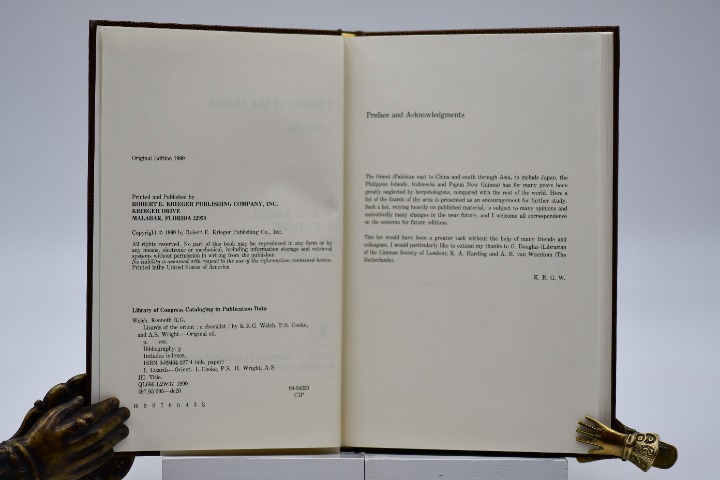 Original Edition 1990
Printed and Published by
ROBERT E. KRIEGER PUBLISHING COMPANY, INC.
KRIEGER DRIVE
MALABAR, FLORIDA 32950
Copyright © 1990 by Robert E. Krieger Publishing Co., Inc.
All rights reserved. No part of this book may be reproduced in any form or by
any means, electronic or mechanical, including information storage and retrieval
systems without permission in writing from the publisher.
No liability is assumed with respect to the use of the information contained herein.
Printed in the United States of America
Library of Congress Cataloging in Publication Data
Welch, Kenneth R.G.
Lizards of the orient : a checklist / by K.R.G. Welch, P.S. Cooke,
and A.S. Wright.—Original ed.
p. cm.
Bibliography: p
Includes indexes.
ISBN (alk. paper)
1. Lizards—Orient. I. Cooke, P.S. II. Wright, A.S.
III. Title.
1990
CIP
10 9 8 7 6 5 4 3 2
Preface and Acknowledgments
The Orient (Pakistan east to China and south through Asia, to include Japan, the
Philippine Islands, Indonesia and Papua New Guinea) has for many years been
greatly neglected by herpetologists, compared with the rest of the world. Here a
list of the lizards of the area is presented as an encouragement for further study.
Such a list, relying heavily on published material, is subject to many opinions and
undoubtedly many changes in the near future, and I welcome all correspondence
on the contents for future editions.
This list would have been a greater task without the help of many friends and
colleagues. I would particularly like to extend my thanks to G. Douglas (Librarian
of the Linnean Society of London), K. A. Harding and A. B. van Woerkom (The
Netherlands).
K. R. G. W.